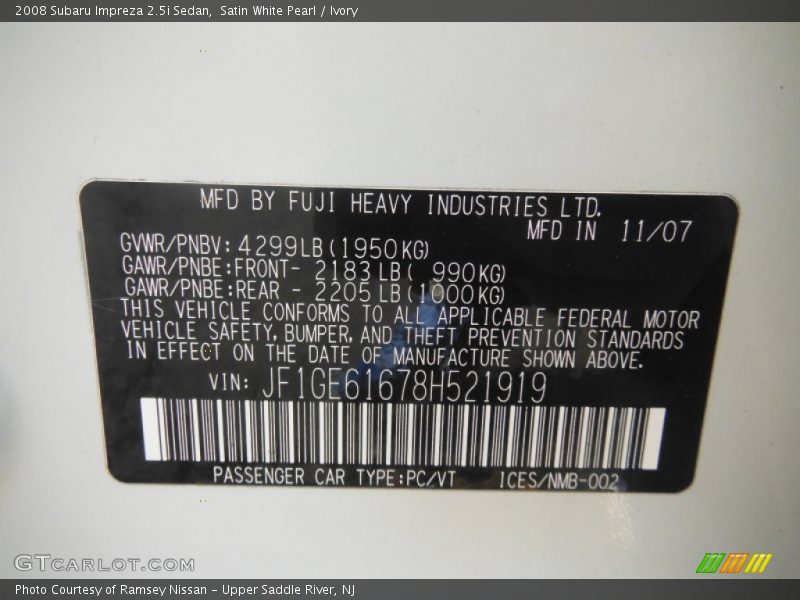 2008 Subaru Impreza 2.5i Sedan,  Satin White Pearl / Ivory
MFD BY FUJI HEAVY INDUSTRIES LTD.
MFD IN 11/07
GVWR/PNBV: 4299LB(1950KG)
GAWR/PNBE:FRONT- 2183LB( 990KG)
GAWR/PNBE:REAR - 2205LB(1000KG)
THIS VEHICLE CONFORMS TO ALL APPLICABLE FEDERAL MOTOR
VEHICLE SAFETY, BUMPER, AND THEFT PREVENTION STANDARDS
IN EFFECT ON THE DATE OF MANUFACTURE SHOWN ABOVE.
VIN: JF1GE61678H521919
PASSENGER CAR TYPE:PC/VT ICES/NMB-002
GTCARLOT.COM
Photo Courtesy of Ramsey Nissan - Upper Saddle River, NJ